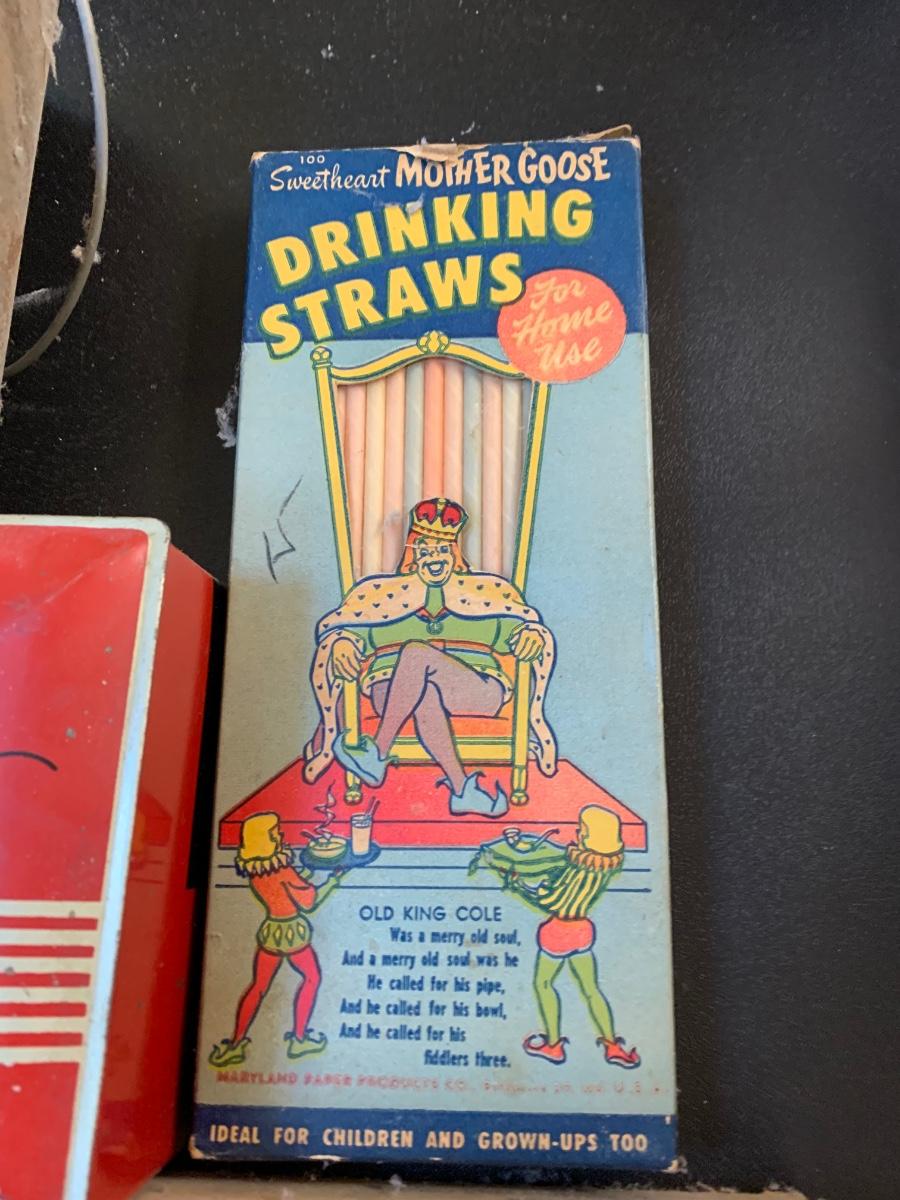 100
Sweetheart MOTHER GOOSE
DRINKING
STRAWS
For
Home
Use
OLD KING COLE
Was a merry old soul,
And a merry old soul was he
He called for his pipe,
And he called for his bowl,
And he called for his
fiddlers three.
MARYLAND PAPER PRODUCTS CO., U.S.A.
IDEAL FOR CHILDREN AND GROWN-UPS TOO